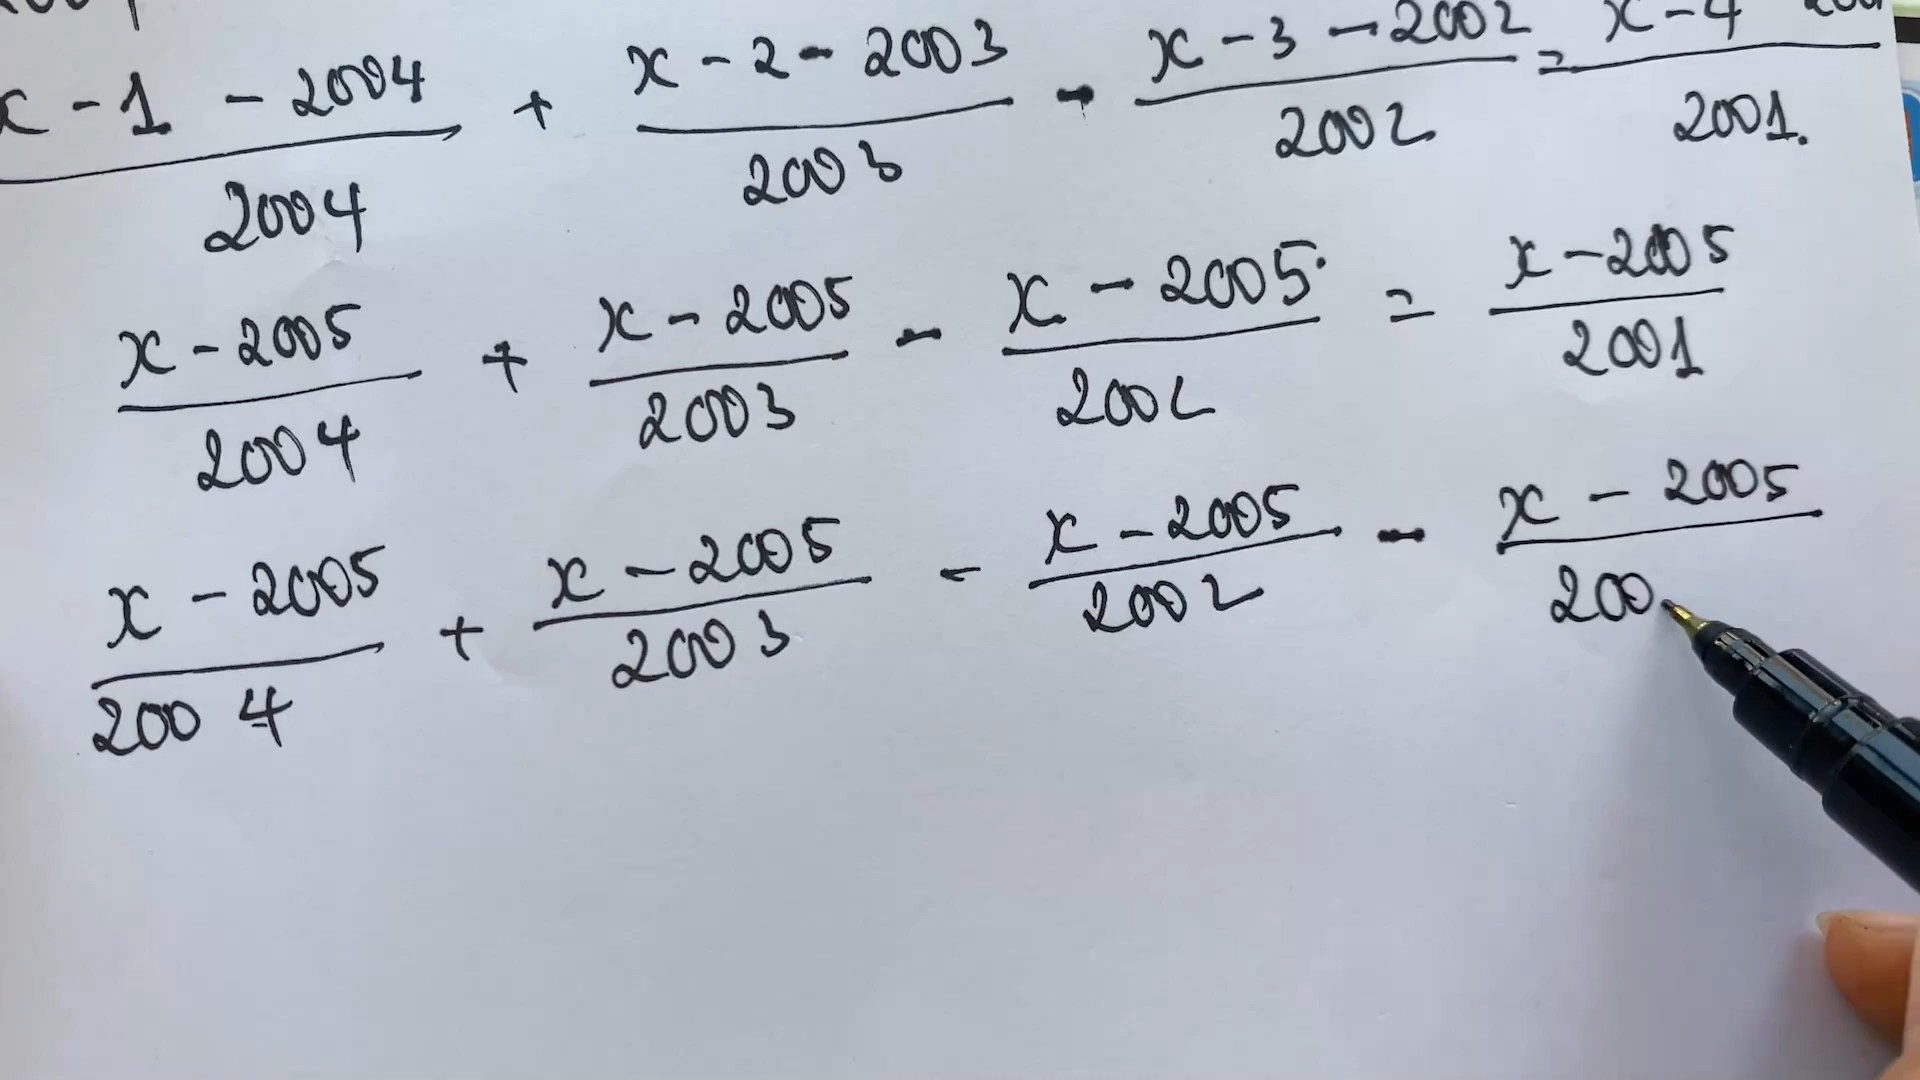 x - 1 - 2004 + x - 2 - 2003 - x - 3 - 2002 = x - 4
2004 2003 2002 2001.
x - 2005 + x - 2005 - x - 2005 = x - 2005
2004 2003 2002 2001
x - 2005 + x - 2005 - x - 2005 - x - 2005
2004 2003 2002 200